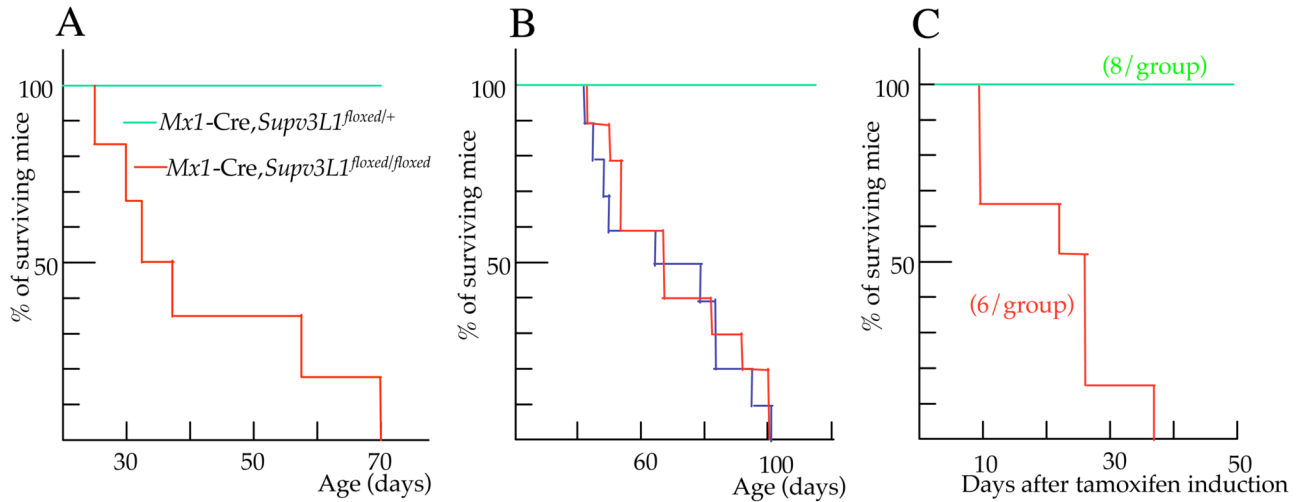 A
% of surviving mice
100
50
Mx1-Cre,Supv3L1floxed/+
Mx1-Cre,Supv3L1floxed/floxed
30
50
70
Age (days)
B
% of surviving mice
100
50
60
100
Age (days)
C
% of surviving mice
100
50
(8/group)
(6/group)
10
30
50
Days after tamoxifen induction